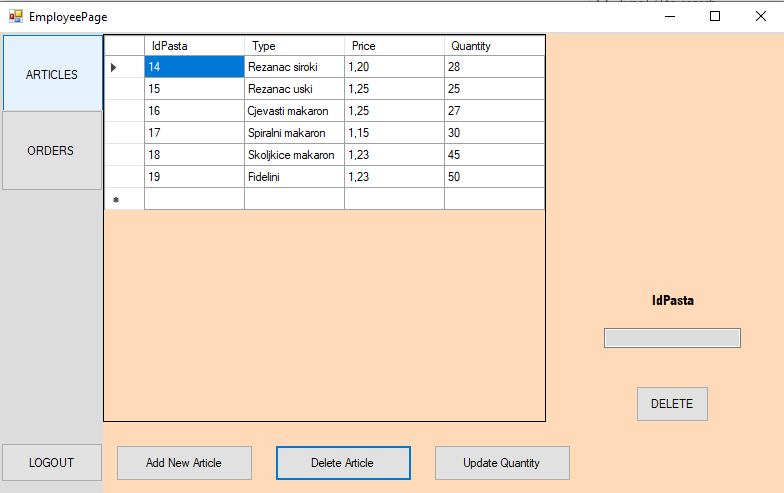 EmployeePage
ARTICLES
ORDERS
LOGOUT
IdPasta Type Price Quantity
14 Rezanac siroki 1,20 28
15 Rezanac uski 1,25 25
16 Cjevasti makaron 1,25 27
17 Spiralni makaron 1,15 30
18 Skoljkice makaron 1,23 45
19 Fidelini 1,23 50
IdPasta
DELETE
Add New Article Delete Article Update Quantity